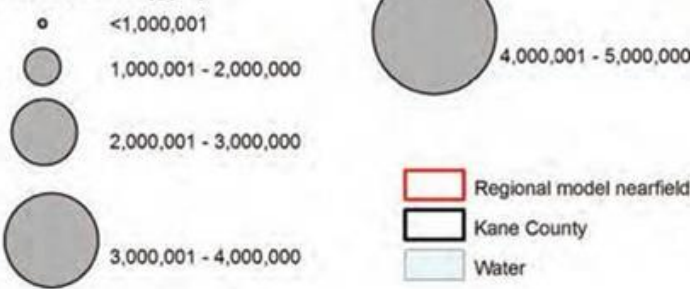 <1,000,001
1,000,001 - 2,000,000
2,000,001 - 3,000,000
3,000,001 - 4,000,000
4,000,001 - 5,000,000
Regional model nearfield
Kane County
Water